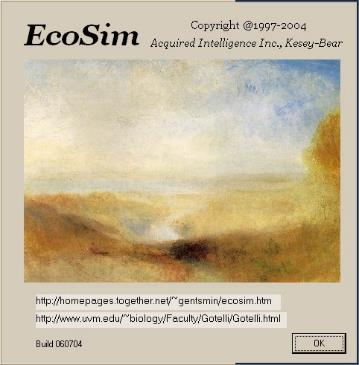 EcoSim
Copyright @1997-2004
Acquired Intelligence Inc., Kesey-Bear
http://homepages.together.net/~gentsmin/ecosim.htm
http://www.uvm.edu/~biology/Faculty/Gotelli/Gotelli.html
Build 060704
OK